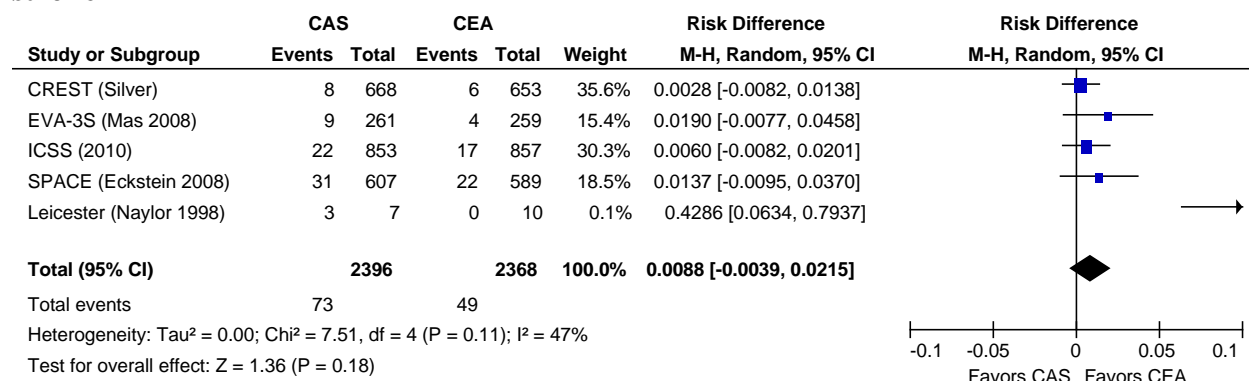 CAS CEA Risk Difference Risk Difference
Study or Subgroup Events Total Events Total Weight M-H, Random, 95% CI M-H, Random, 95% CI
CREST (Silver) 8 668 6 653 35.6% 0.0028 [-0.0082, 0.0138]
EVA-3S (Mas 2008) 9 261 4 259 15.4% 0.0190 [-0.0077, 0.0458]
ICSS (2010) 22 853 17 857 30.3% 0.0060 [-0.0082, 0.0201]
SPACE (Eckstein 2008) 31 607 22 589 18.5% 0.0137 [-0.0095, 0.0370]
Leicester (Naylor 1998) 3 7 0 10 0.1% 0.4286 [0.0634, 0.7937]
Total (95% CI) 2396 2368 100.0% 0.0088 [-0.0039, 0.0215]
Total events 73 49
Heterogeneity: Tau² = 0.00; Chi² = 7.51, df = 4 (P = 0.11); I² = 47%
Test for overall effect: Z = 1.36 (P = 0.18)
-0.1 -0.05 0 0.05 0.1
Favors CAS Favors CEA